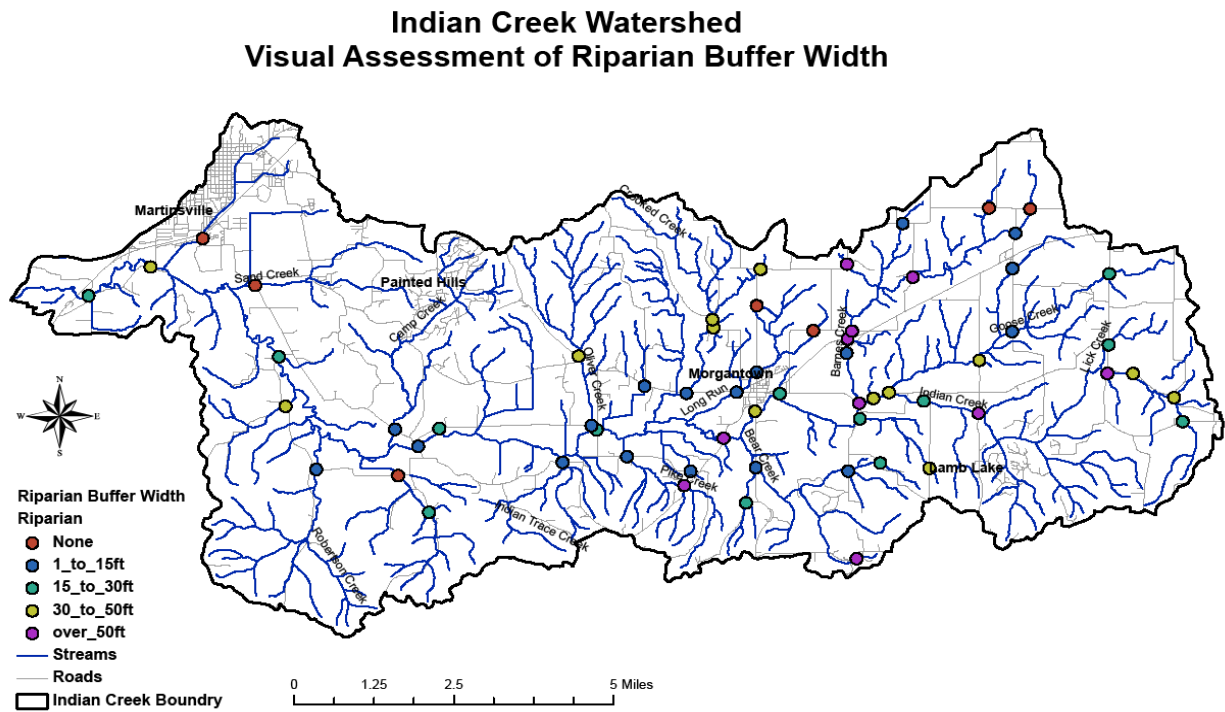 Indian Creek Watershed
Visual Assessment of Riparian Buffer Width
Crooked Creek
Martinsville
Sand Creek
Painted Hills
Camp Creek
Oliver Creek
Morgantown
Long Run
Barnes Creek
Goose Creek
Lick Creek
Indian Creek
Bear Creek
Lamb Lake
Pike Creek
Indian Trace Creek
Roberson Creek
N
W
E
S
Riparian Buffer Width
Riparian
None
1_to_15ft
15_to_30ft
30_to_50ft
over_50ft
Streams
Roads
Indian Creek Boundry
0 1.25 2.5 5 Miles